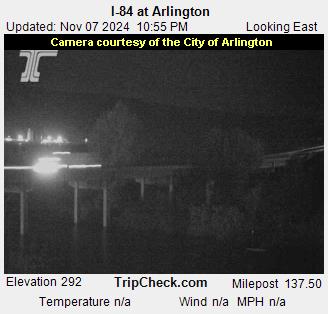 I-84 at Arlington
Updated: Nov 07 2024 10:55 PM Looking East
Camera courtesy of the City of Arlington
Elevation 292 TripCheck.com Milepost 137.50
Temperature n/a Wind n/a MPH n/a